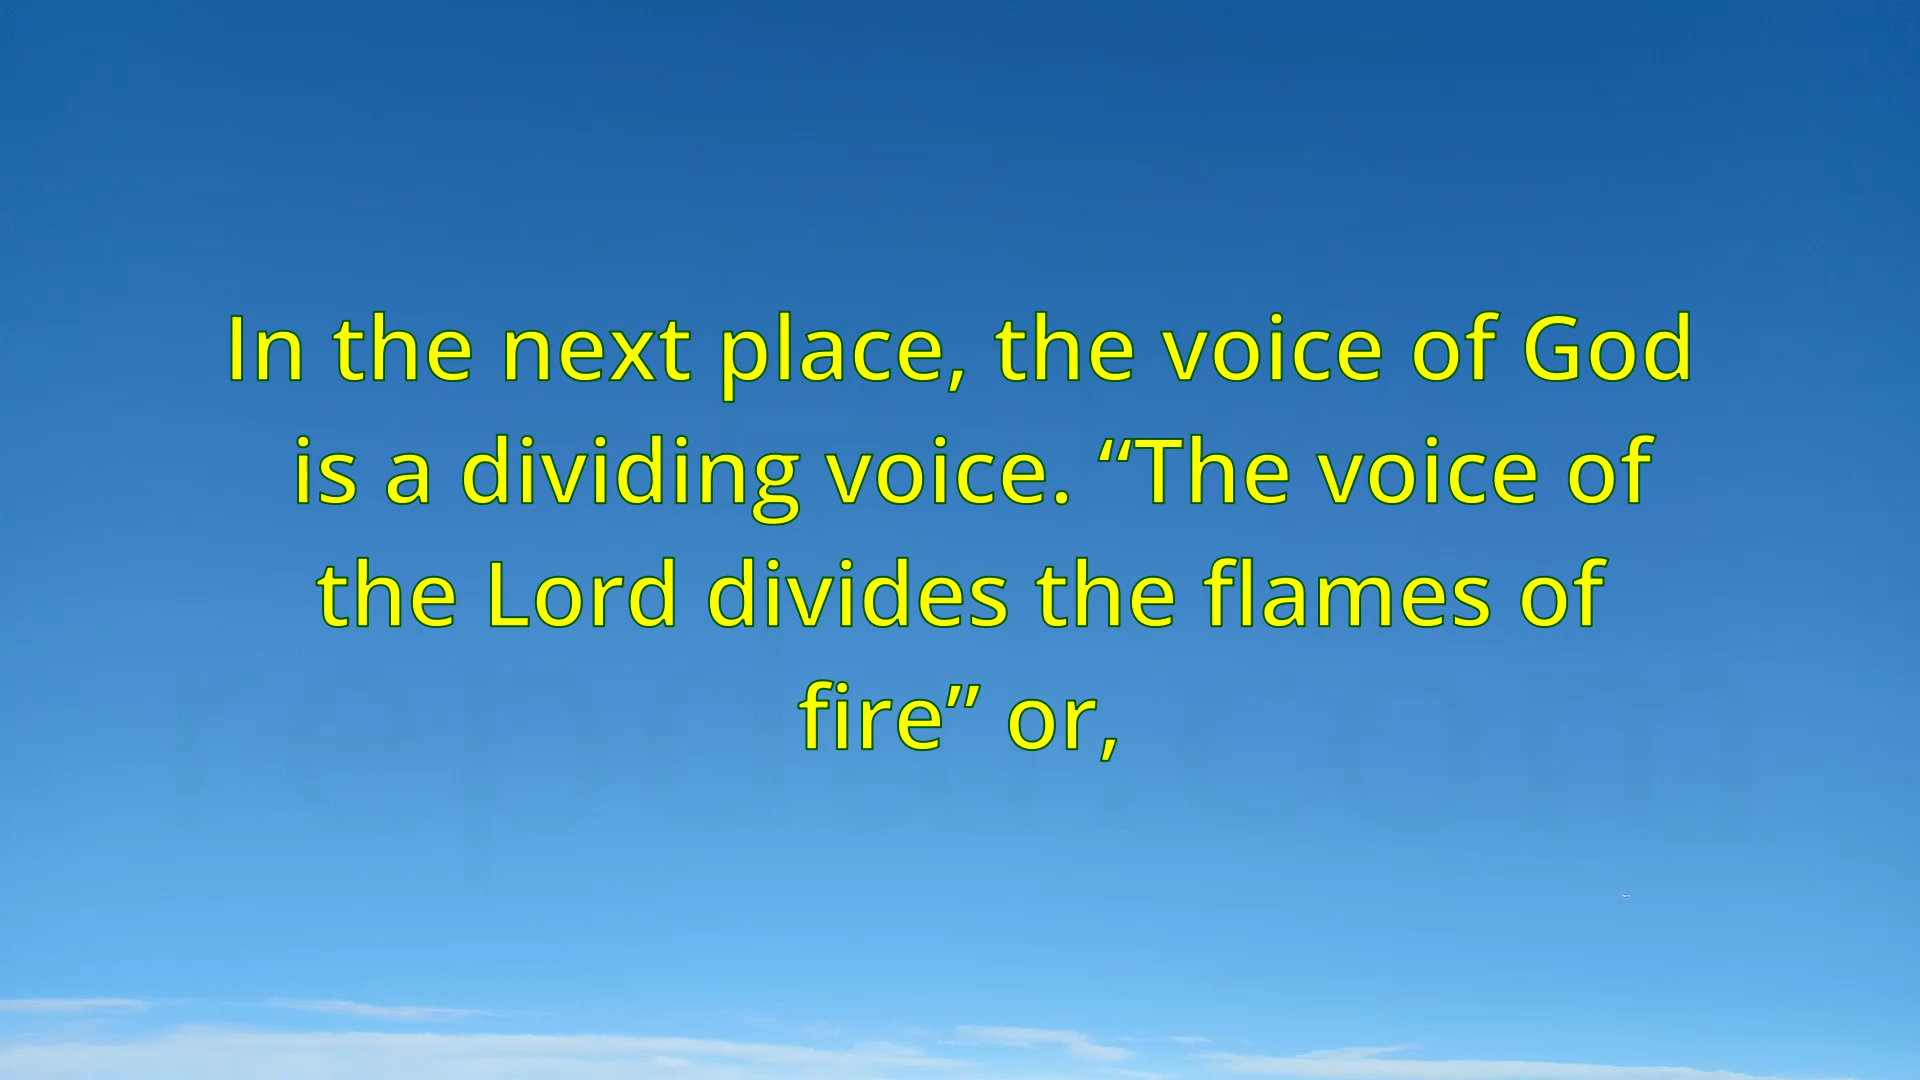 In the next place, the voice of God
is a dividing voice. “The voice of
the Lord divides the flames of
fire” or,